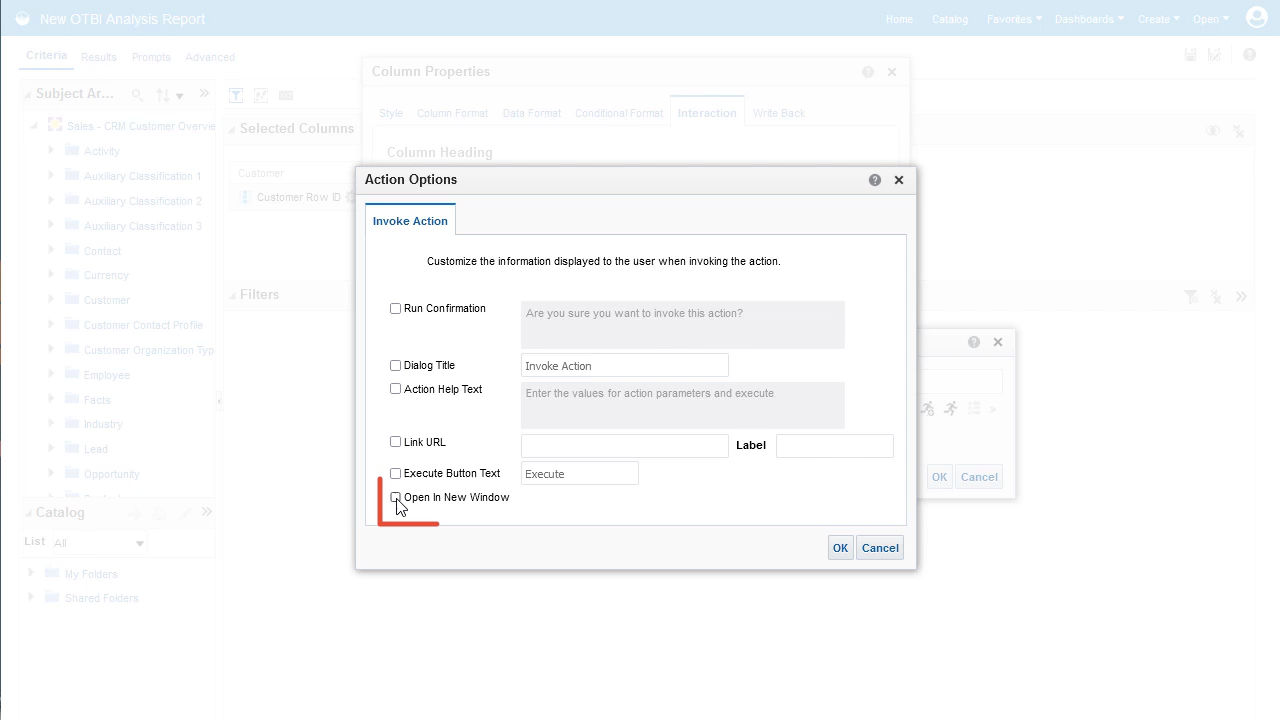 New OTBI Analysis Report
Home Catalog Favorites Dashboards Create Open
Criteria Results Prompts Advanced
Column Properties
Subject Ar...
Style Column Format Data Format Conditional Format Interaction Write Back
Selected Columns
Column Heading
Sales - CRM Customer Overvie
Activity
Auxiliary Classification 1
Auxiliary Classification 2
Auxiliary Classification 3
Contact
Currency
Customer
Customer Contact Profile
Customer Organization Typ
Employee
Facts
Industry
Lead
Opportunity
Customer
Customer Row ID
Filters
Action Options
Invoke Action
Customize the information displayed to the user when invoking the action.
Run Confirmation Are you sure you want to invoke this action?
Dialog Title Invoke Action
Action Help Text Enter the values for action parameters and execute
Link URL Label
Execute Button Text Execute
Open In New Window
OK Cancel
OK Cancel
Catalog
List All
My Folders
Shared Folders